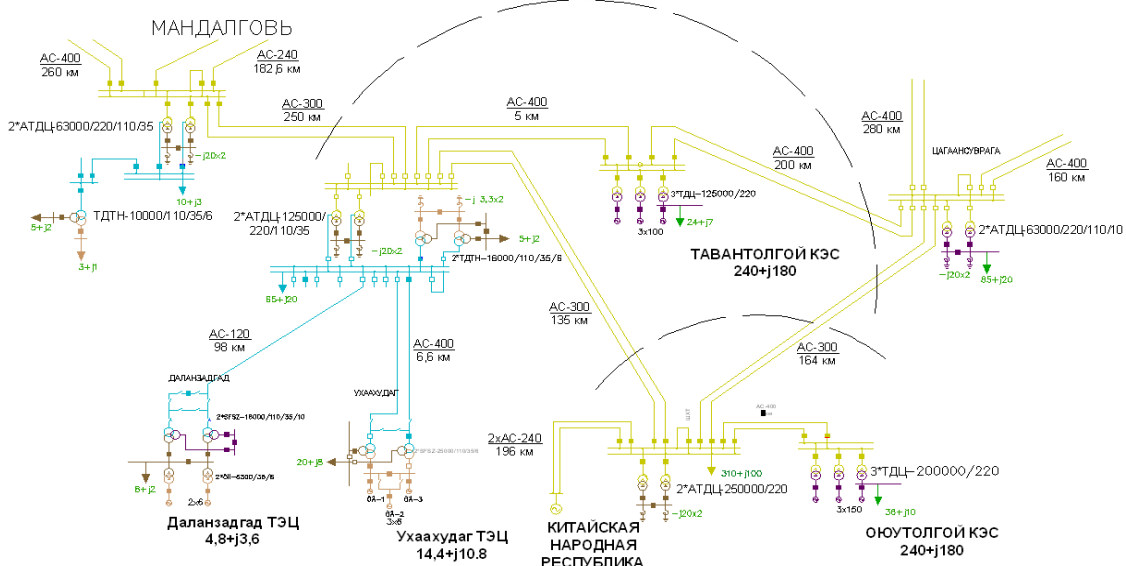 МАНДАЛГОВЬ
АС-400
260 км
АС-240
182,6 км
2*АТДЦ-63000/220/110/35
-j20x2
10+j3
ТДТН-10000/110/35/6
5+j2
3+j1
АС-300
250 км
АС-400
5 км
АС-400
200 км
АС-400
280 км
ЦАГААНСУВРАГА
АС-400
160 км
2*АТДЦ-125000/
220/110/35
-j20x2
-j 3,3x2
5+j2
2*ТДТН-16000/110/35/6
65+j20
3*ТДЦ-125000/220
3x100
24+j7
ТАВАНТОЛГОЙ КЭС
240+j180
2*АТДЦ-63000/220/110/10
-j20x2
85+j20
АС-300
135 км
АС-300
164 км
АС-120
98 км
АС-400
6,6 км
ДАЛАНЗАДГАД
2*SFSZ-16000/110/35/10
8+j2
2x6
Даланзадгад ТЭЦ
4,8+j3,6
УХААХУДАГ
20+j8
3x6
Ухаахудаг ТЭЦ
14,4+j10.8
2xАС-240
196 км
КИТАЙСКАЯ
НАРОДНАЯ
РЕСПУБЛИКА
-j20x2
2*АТДЦ-250000/220
310+j100
АС-400
3*ТДЦ-200000/220
3x150
36+j10
ОЮУТОЛГОЙ КЭС
240+j180